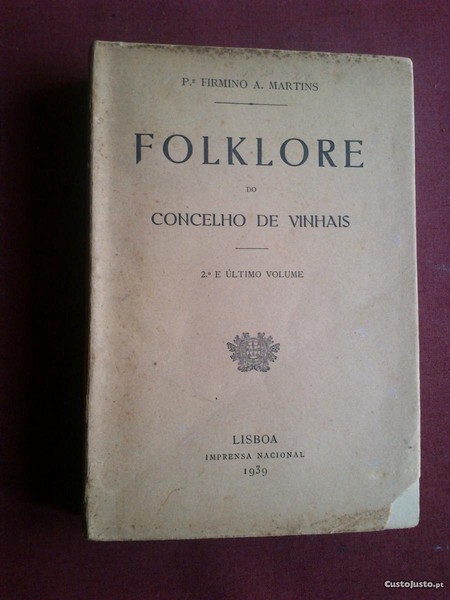 P.e FIRMINO A. MARTINS
FOLKLORE
DO
CONCELHO DE VINHAIS
2.º E ÚLTIMO VOLUME
LISBOA
IMPRENSA NACIONAL
1939
CustoJusto.pt